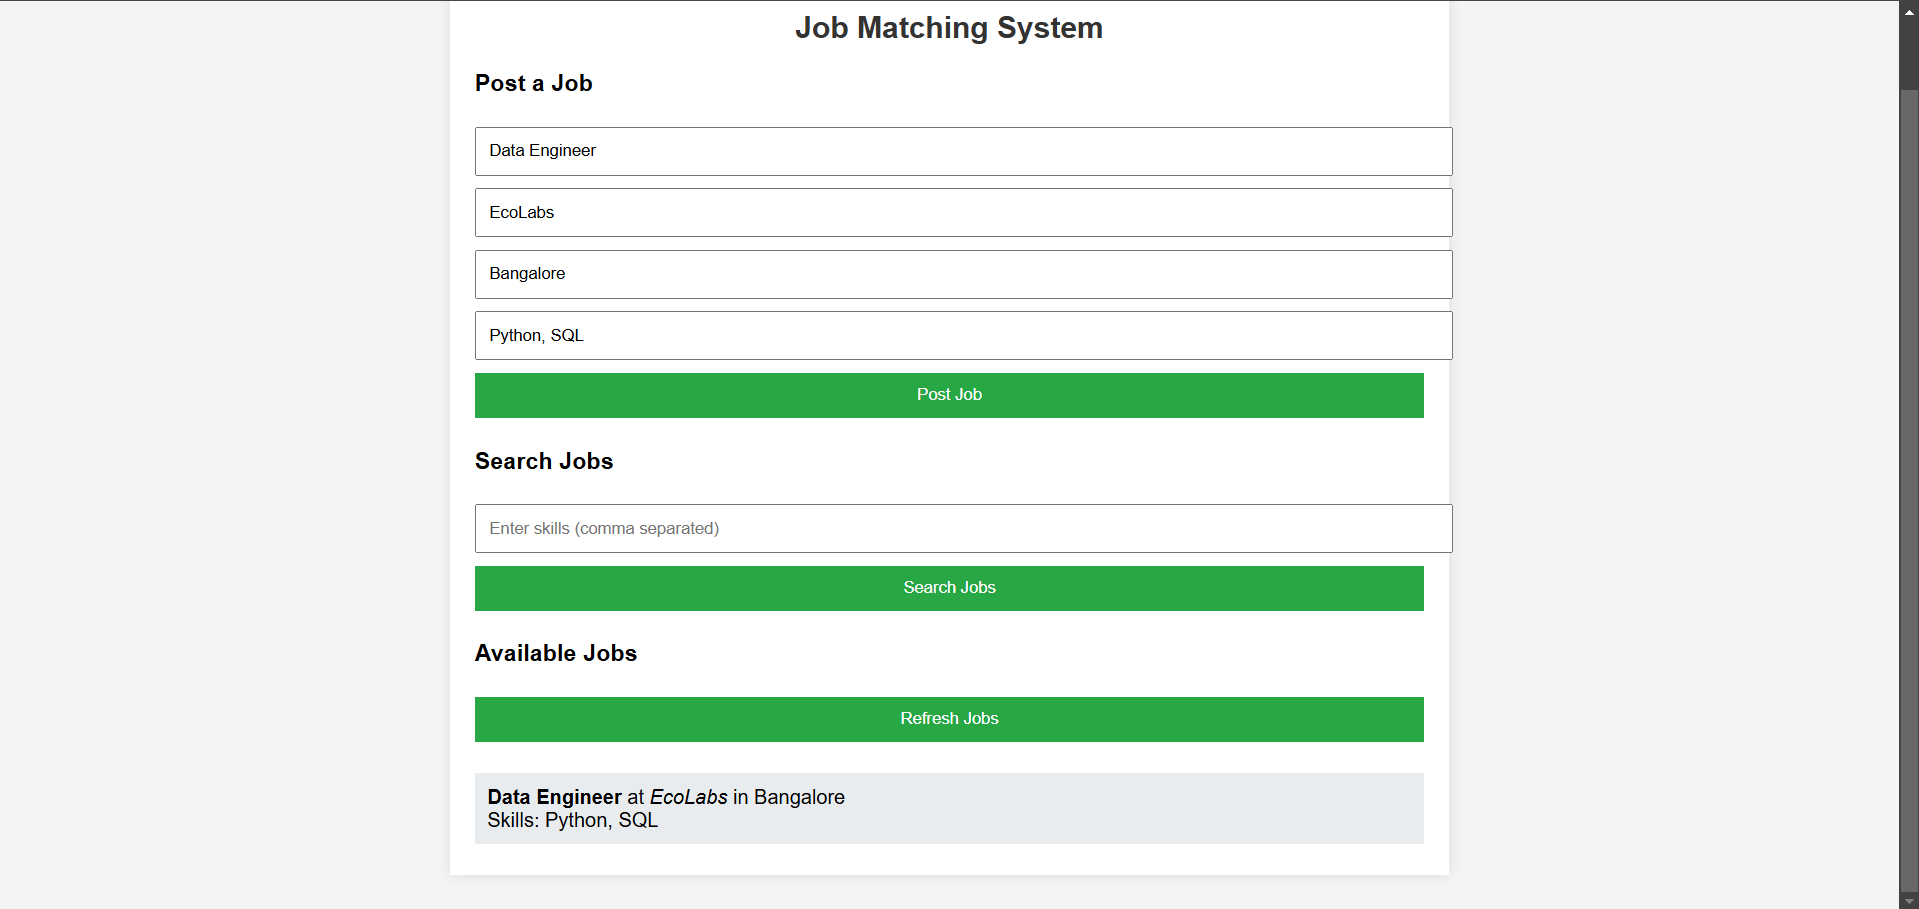 Job Matching System
Post a Job
Data Engineer
EcoLabs
Bangalore
Python, SQL
Post Job
Search Jobs
Enter skills (comma separated)
Search Jobs
Available Jobs
Refresh Jobs
Data Engineer at EcoLabs in Bangalore
Skills: Python, SQL